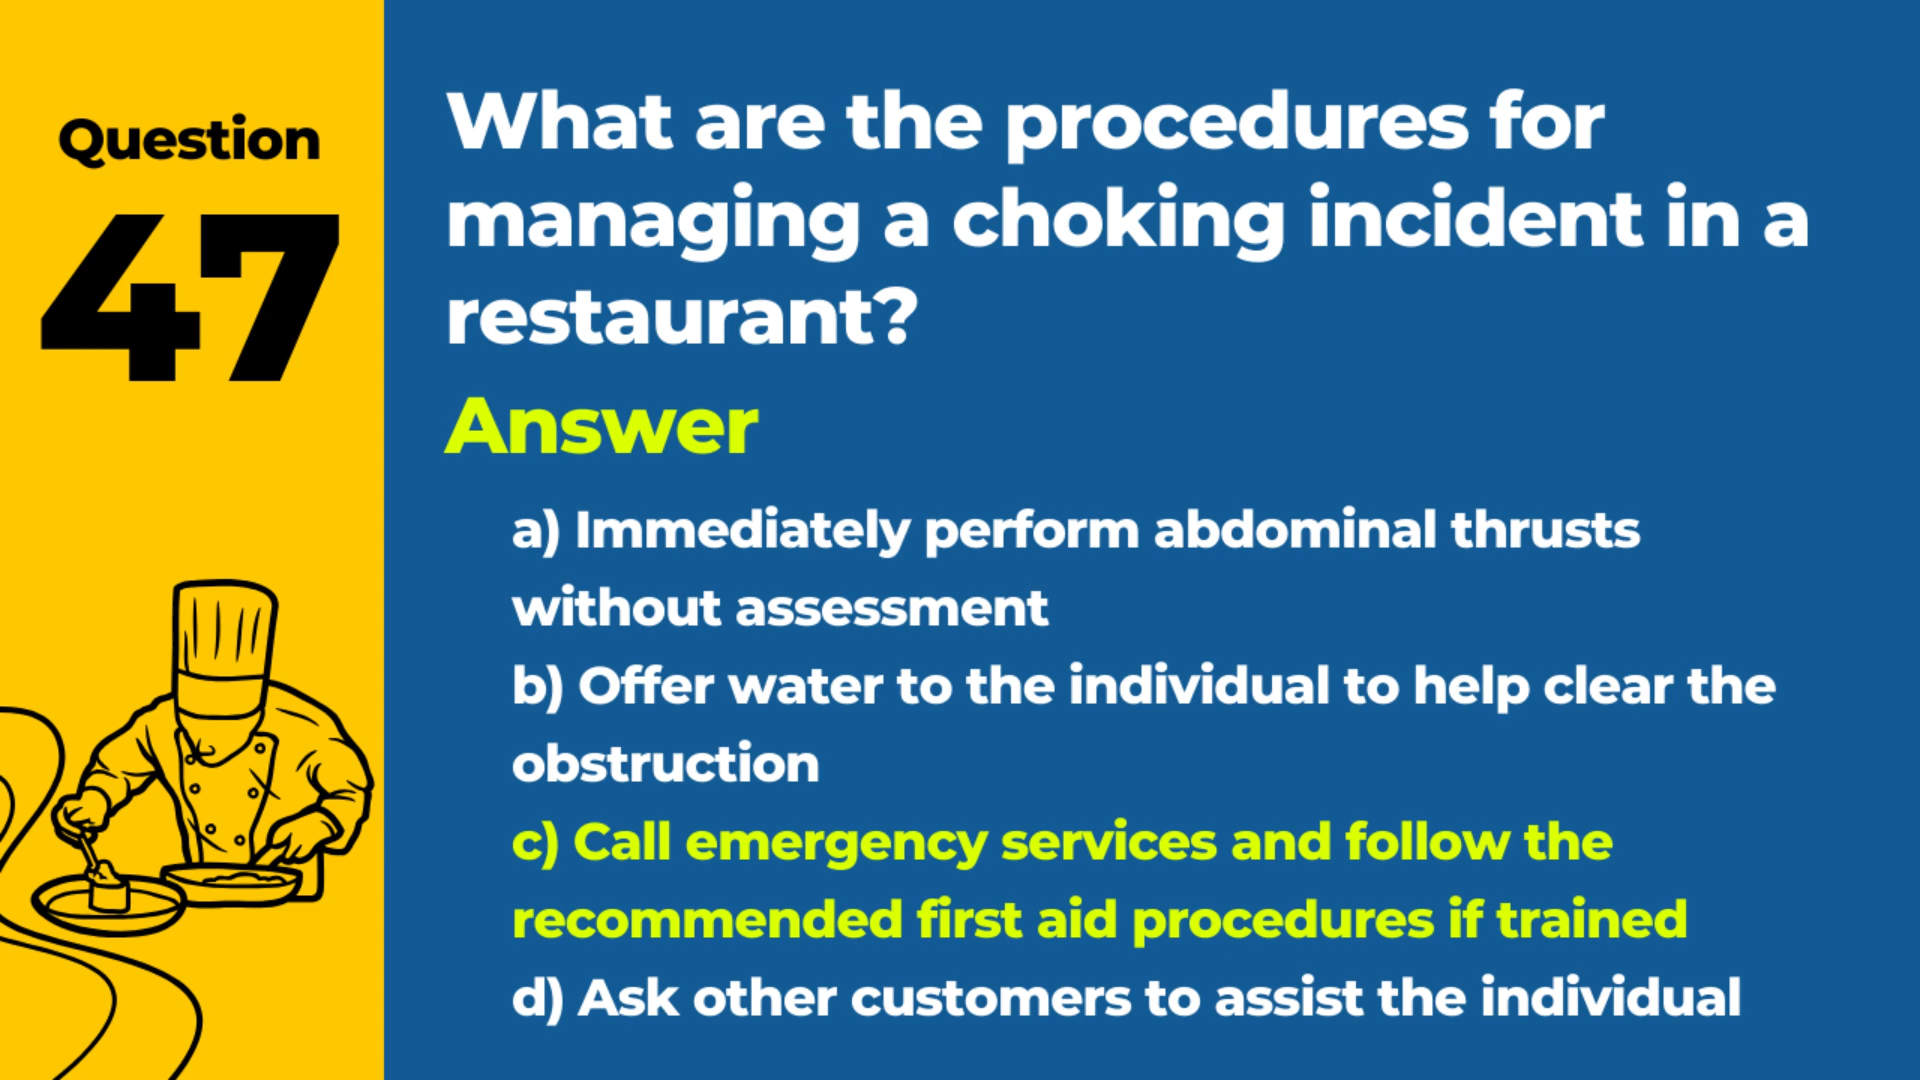 Question
47
What are the procedures for
managing a choking incident in a
restaurant?
Answer
a) Immediately perform abdominal thrusts
without assessment
b) Offer water to the individual to help clear the
obstruction
c) Call emergency services and follow the
recommended first aid procedures if trained
d) Ask other customers to assist the individual